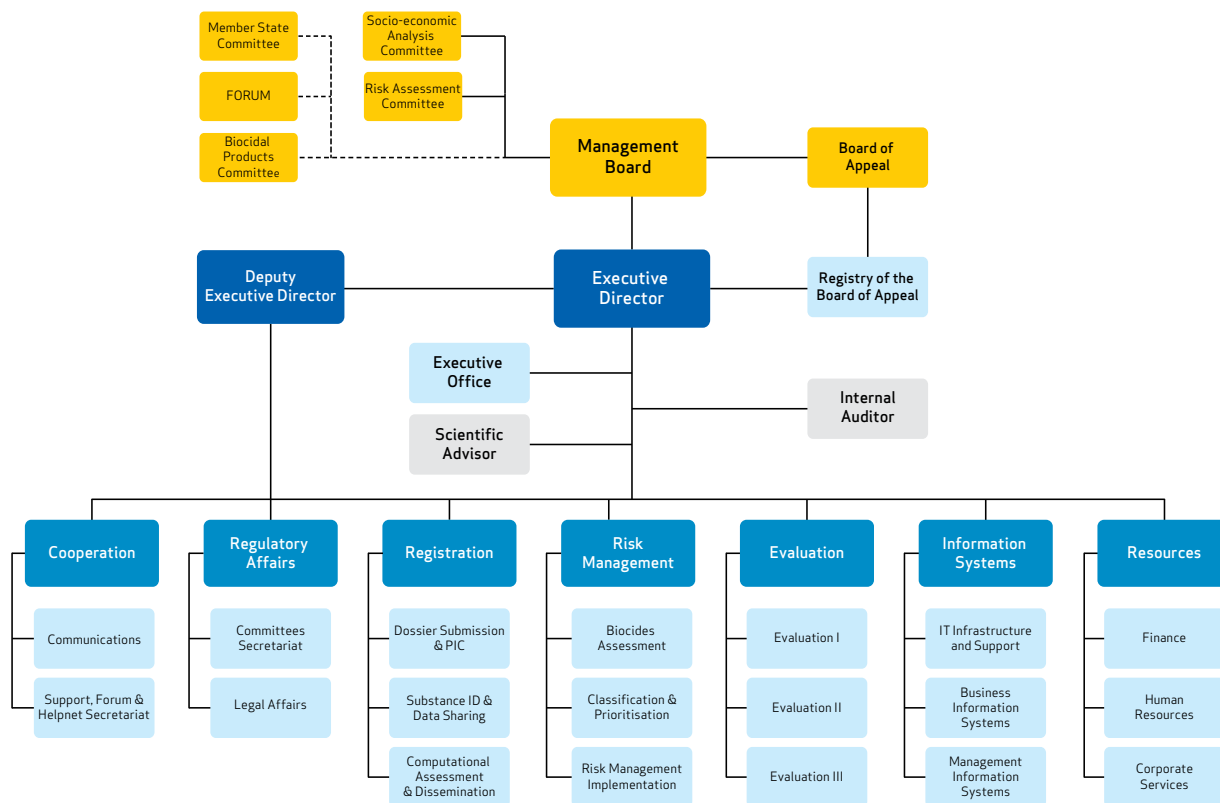 Member State
Committee
Socio-economic
Analysis
Committee
FORUM
Risk Assessment
Committee
Biocidal
Products
Committee
Management
Board
Board of
Appeal
Deputy
Executive Director
Executive
Director
Registry of the
Board of Appeal
Executive
Office
Internal
Auditor
Scientific
Advisor
Cooperation
Regulatory
Affairs
Registration
Risk
Management
Evaluation
Information
Systems
Resources
Communications
Committees
Secretariat
Dossier Submission
& PIC
Biocides
Assessment
Evaluation I
IT Infrastructure
and Support
Finance
Support, Forum &
Helpnet Secretariat
Legal Affairs
Substance ID &
Data Sharing
Classification &
Prioritisation
Evaluation II
Business
Information
Systems
Human
Resources
Computational
Assessment
& Dissemination
Risk Management
Implementation
Evaluation III
Management
Information
Systems
Corporate
Services